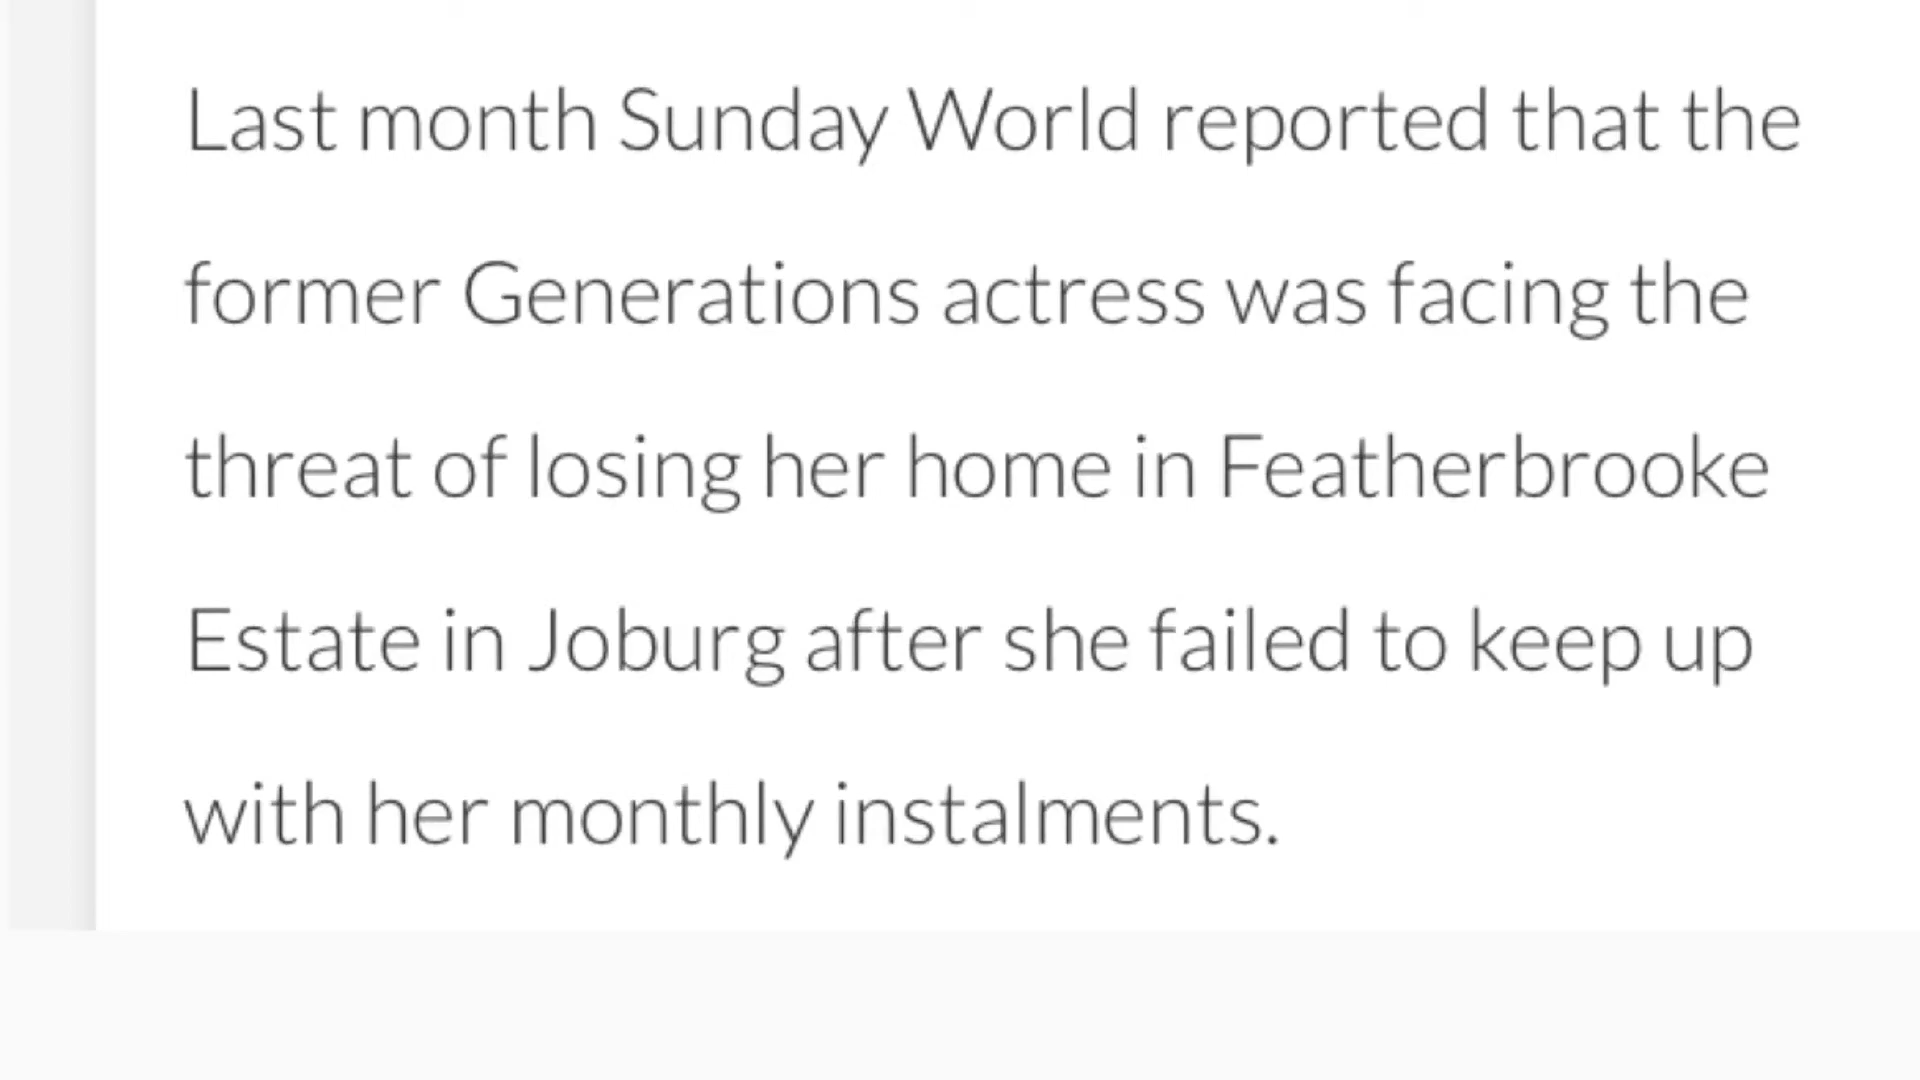 Last month Sunday World reported that the
former Generations actress was facing the
threat of losing her home in Featherbrooke
Estate in Joburg after she failed to keep up
with her monthly instalments.